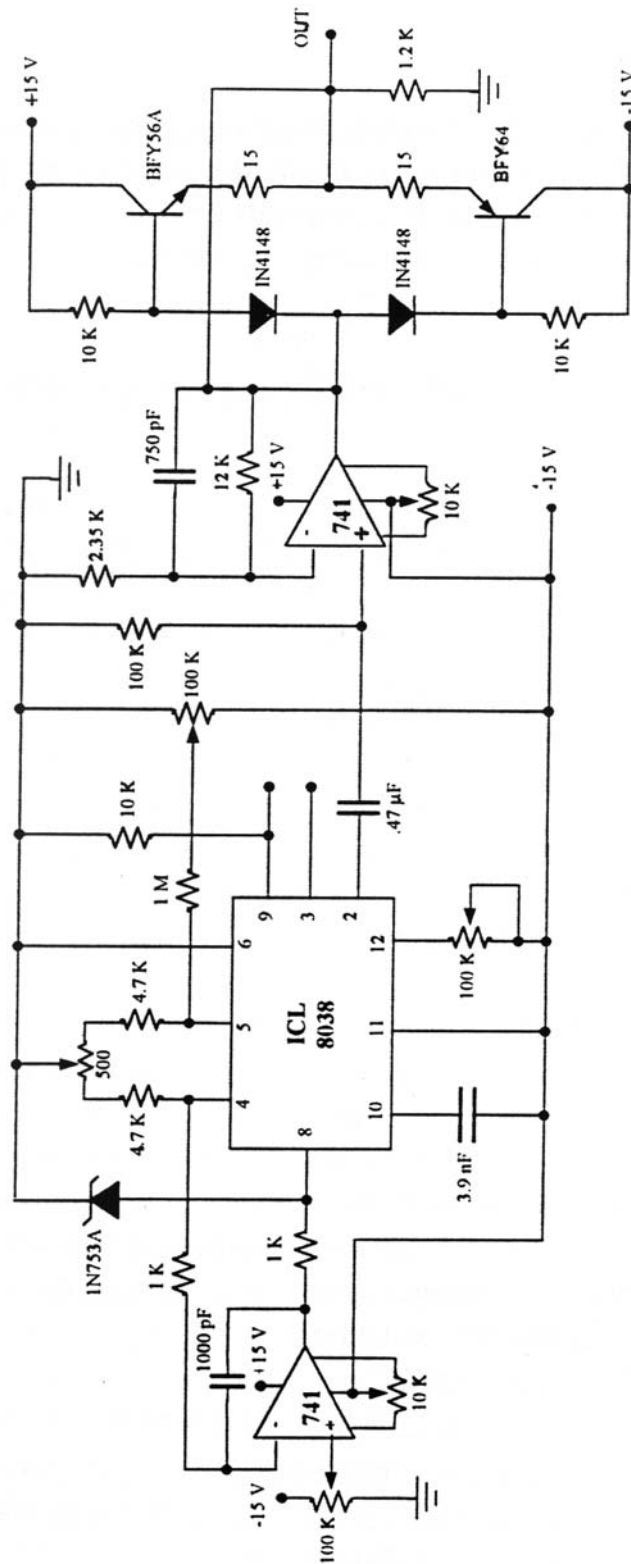 +15 V
BFY56A
OUT
1.2 K
15
15
BFY64
-15 V
10 K
IN4148
IN4148
10 K
750 pF
12 K
+15 V
2.35 K
-
741
+
10 K
-15 V
100 K
100 K
10 K
1 M
.47 µF
9
3
2
6
4.7 K
500
4.7 K
5
4
ICL
8038
12
11
10
8
100 K
3.9 nF
1N753A
1 K
1 K
1000 pF
+15 V
-
741
+
10 K
-15 V
100 K